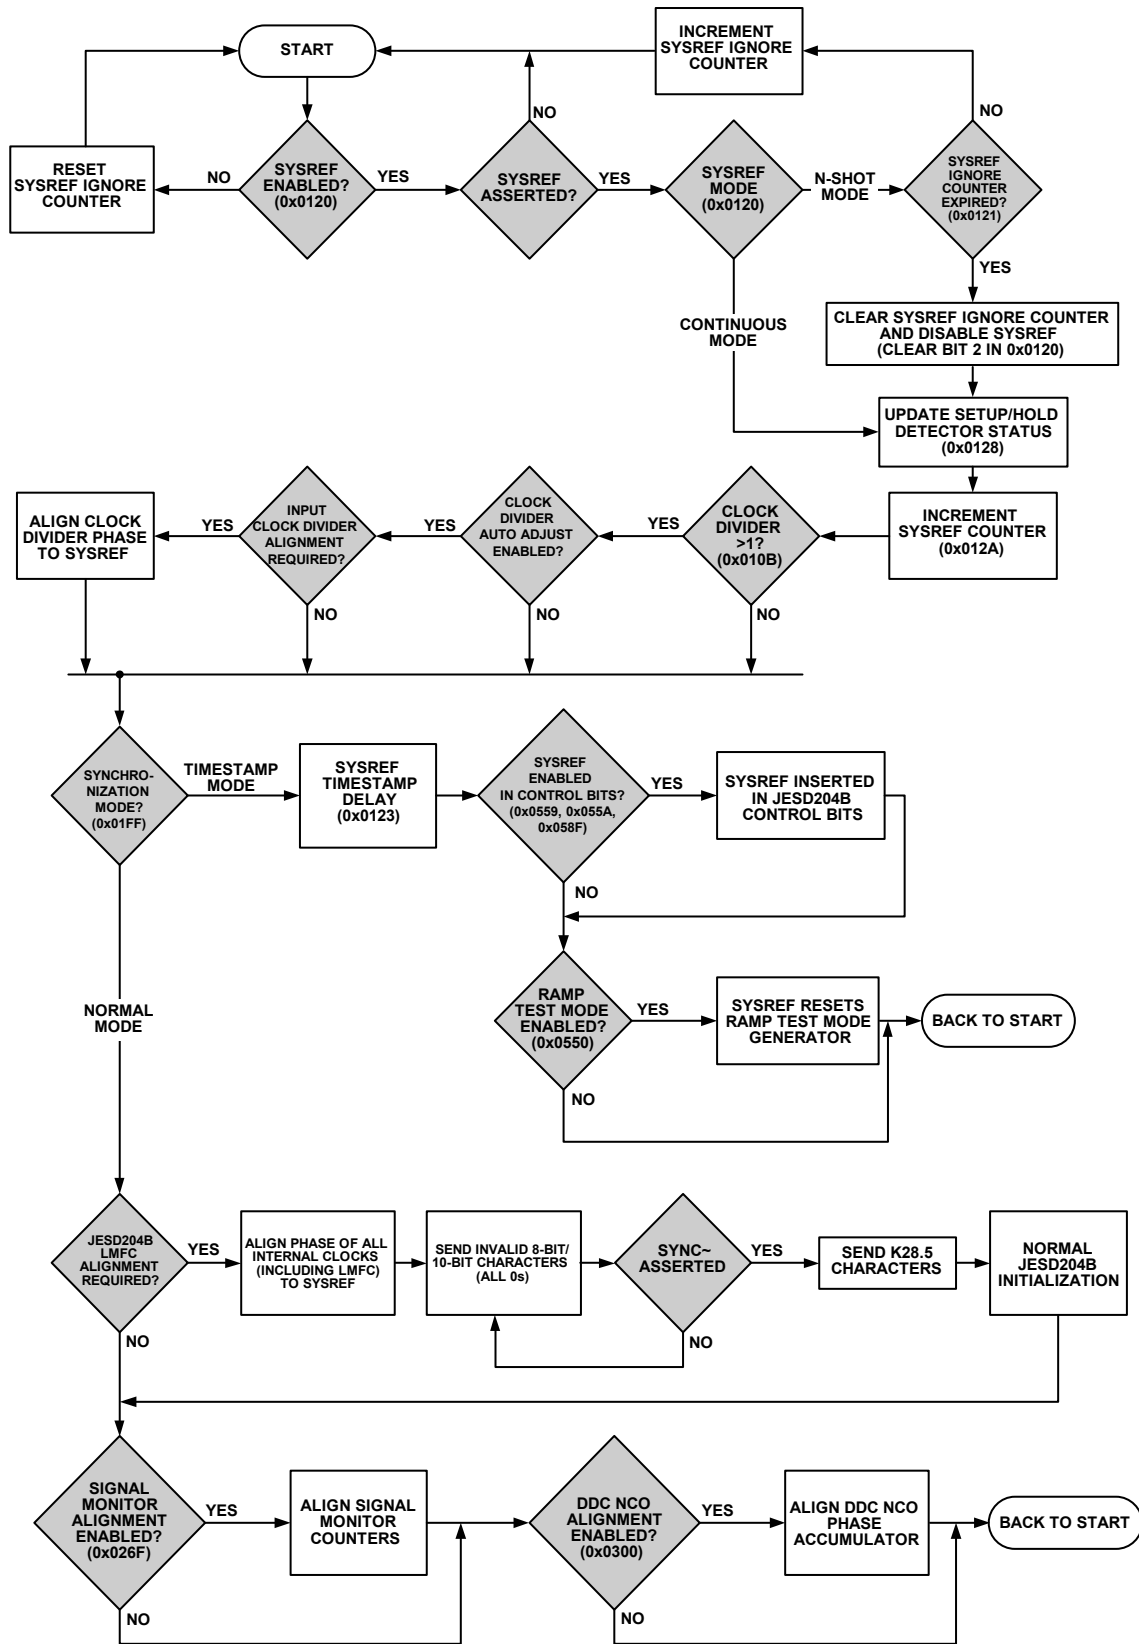 START
INCREMENT
SYSREF IGNORE
COUNTER
NO
NO
RESET
SYSREF IGNORE
COUNTER
NO
SYSREF
ENABLED?
(0x0120)
YES
SYSREF
ASSERTED?
YES
SYSREF
MODE
(0x0120)
N-SHOT
MODE
SYSREF
IGNORE
COUNTER
EXPIRED?
(0x0121)
YES
CONTINUOUS
MODE
CLEAR SYSREF IGNORE COUNTER
AND DISABLE SYSREF
(CLEAR BIT 2 IN 0x0120)
UPDATE SETUP/HOLD
DETECTOR STATUS
(0x0128)
ALIGN CLOCK
DIVIDER PHASE
TO SYSREF
YES
INPUT
CLOCK DIVIDER
ALIGNMENT
REQUIRED?
YES
CLOCK
DIVIDER
AUTO ADJUST
ENABLED?
YES
CLOCK
DIVIDER
>1?
(0x010B)
INCREMENT
SYSREF COUNTER
(0x012A)
NO
NO
NO
SYNCHRO-
NIZATION
MODE?
(0x01FF)
TIMESTAMP
MODE
SYSREF
TIMESTAMP
DELAY
(0x0123)
SYSREF
ENABLED
IN CONTROL BITS?
(0x0559, 0x055A,
0x058F)
YES
SYSREF INSERTED
IN JESD204B
CONTROL BITS
NO
NORMAL
MODE
RAMP
TEST MODE
ENABLED?
(0x0550)
YES
SYSREF RESETS
RAMP TEST MODE
GENERATOR
BACK TO START
NO
JESD204B
LMFC
ALIGNMENT
REQUIRED?
YES
ALIGN PHASE OF ALL
INTERNAL CLOCKS
(INCLUDING LMFC)
TO SYSREF
SEND INVALID 8-BIT/
10-BIT CHARACTERS
(ALL 0s)
SYNC~
ASSERTED
YES
SEND K28.5
CHARACTERS
NORMAL
JESD204B
INITIALIZATION
NO
NO
SIGNAL
MONITOR
ALIGNMENT
ENABLED?
(0x026F)
YES
ALIGN SIGNAL
MONITOR
COUNTERS
DDC NCO
ALIGNMENT
ENABLED?
(0x0300)
YES
ALIGN DDC NCO
PHASE
ACCUMULATOR
BACK TO START
NO
NO